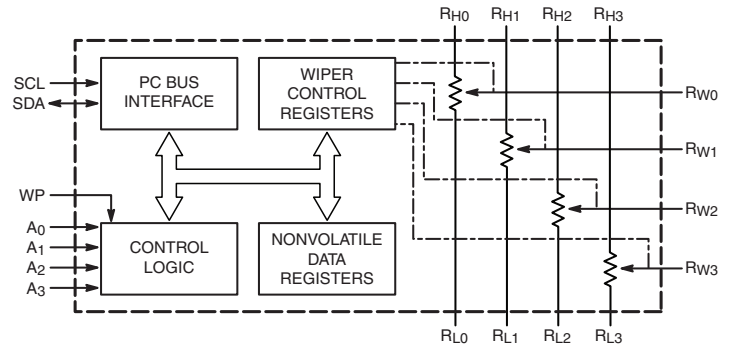 RH0 RH1 RH2 RH3
SCL
SDA
PC BUS
INTERFACE
WIPER
CONTROL
REGISTERS
RW0
RW1
WP
RW2
A0
A1
A2
A3
CONTROL
LOGIC
NONVOLATILE
DATA
REGISTERS
RW3
RL0 RL1 RL2 RL3